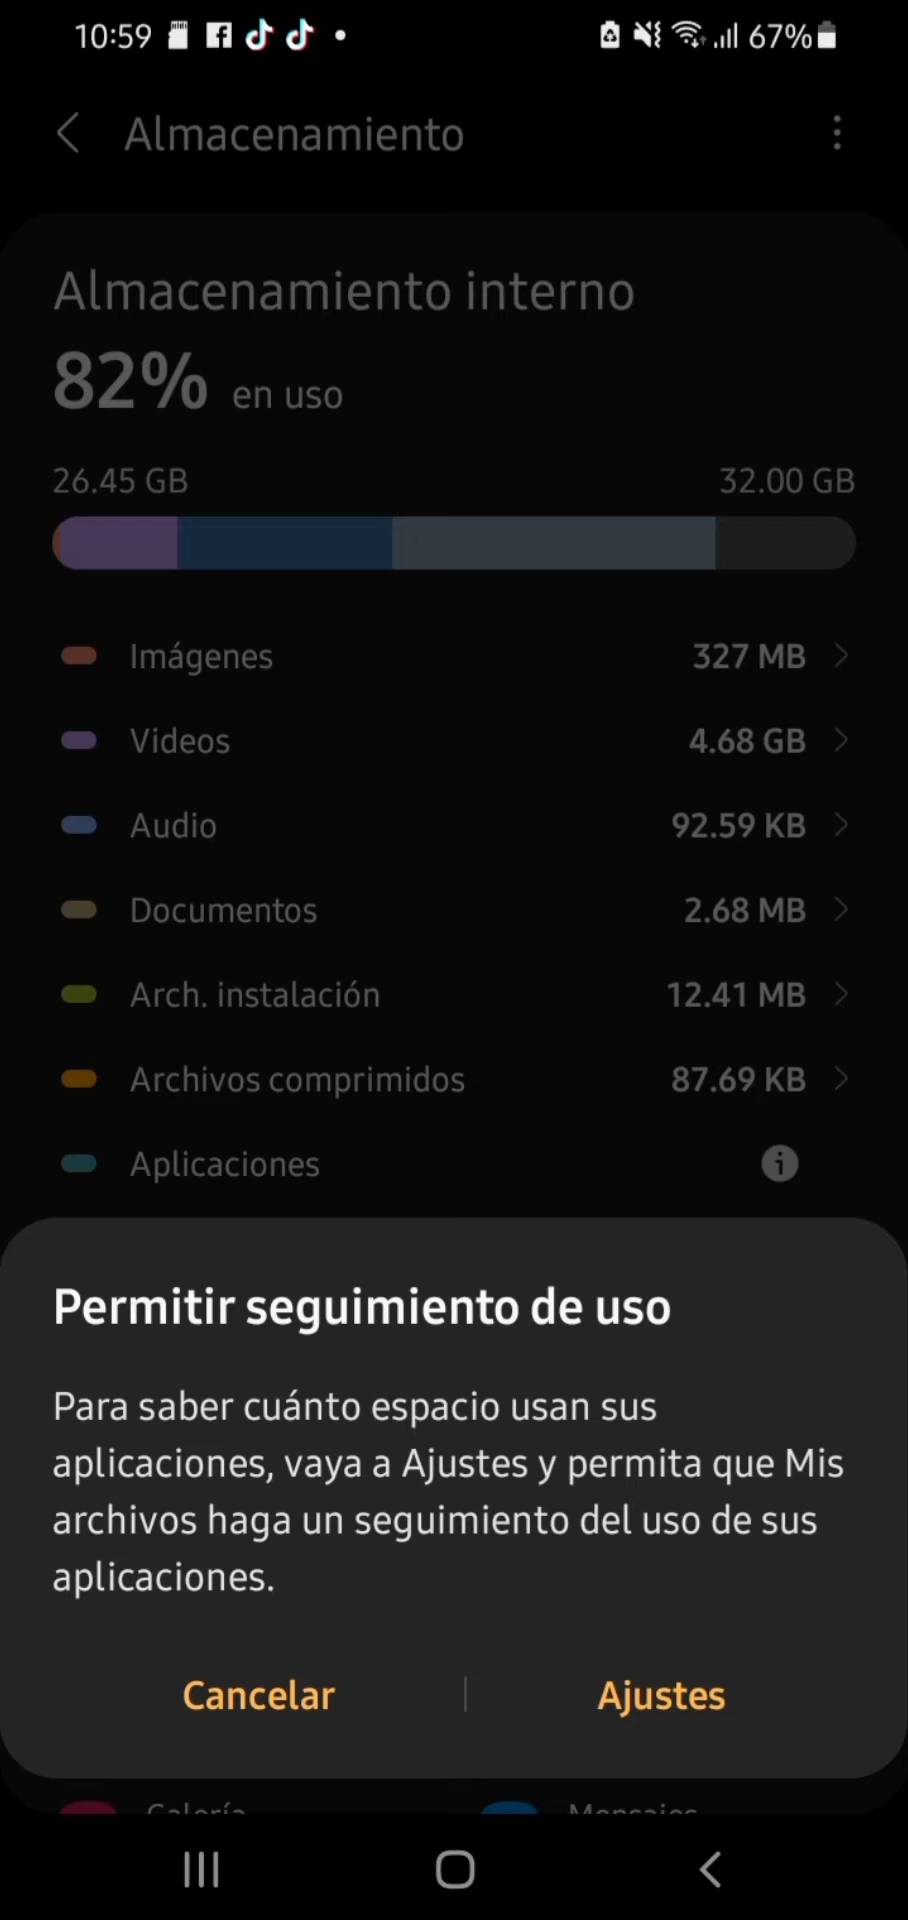 10:59 67%
Almacenamiento
Almacenamiento interno
82% en uso
26.45 GB 32.00 GB
Imágenes 327 MB
Videos 4.68 GB
Audio 92.59 KB
Documentos 2.68 MB
Arch. instalación 12.41 MB
Archivos comprimidos 87.69 KB
Aplicaciones
Permitir seguimiento de uso
Para saber cuánto espacio usan sus
aplicaciones, vaya a Ajustes y permita que Mis
archivos haga un seguimiento del uso de sus
aplicaciones.
Cancelar Ajustes
Galería Mensajes